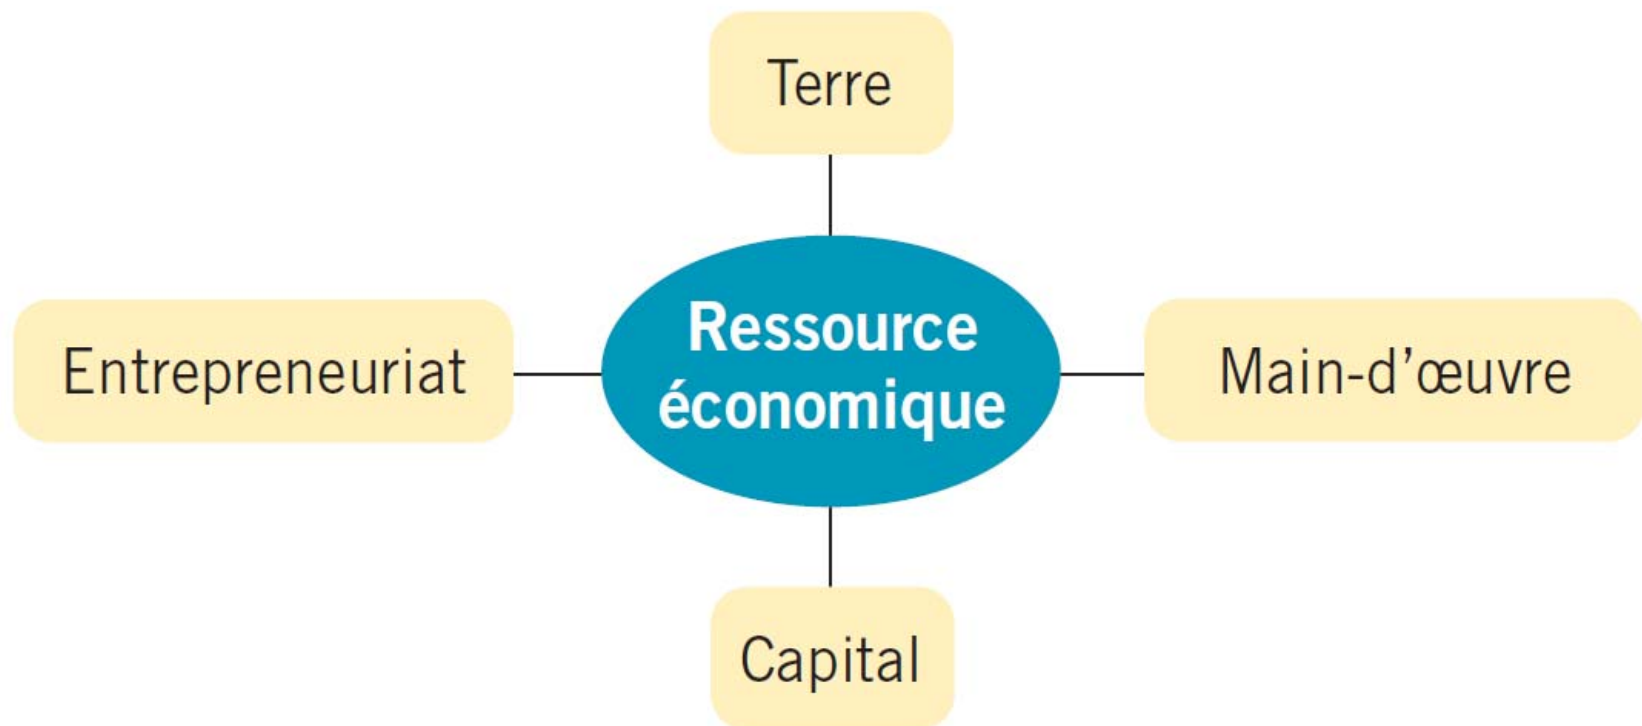 Terre
Ressource
économique
Entrepreneuriat
Main-d’œuvre
Capital